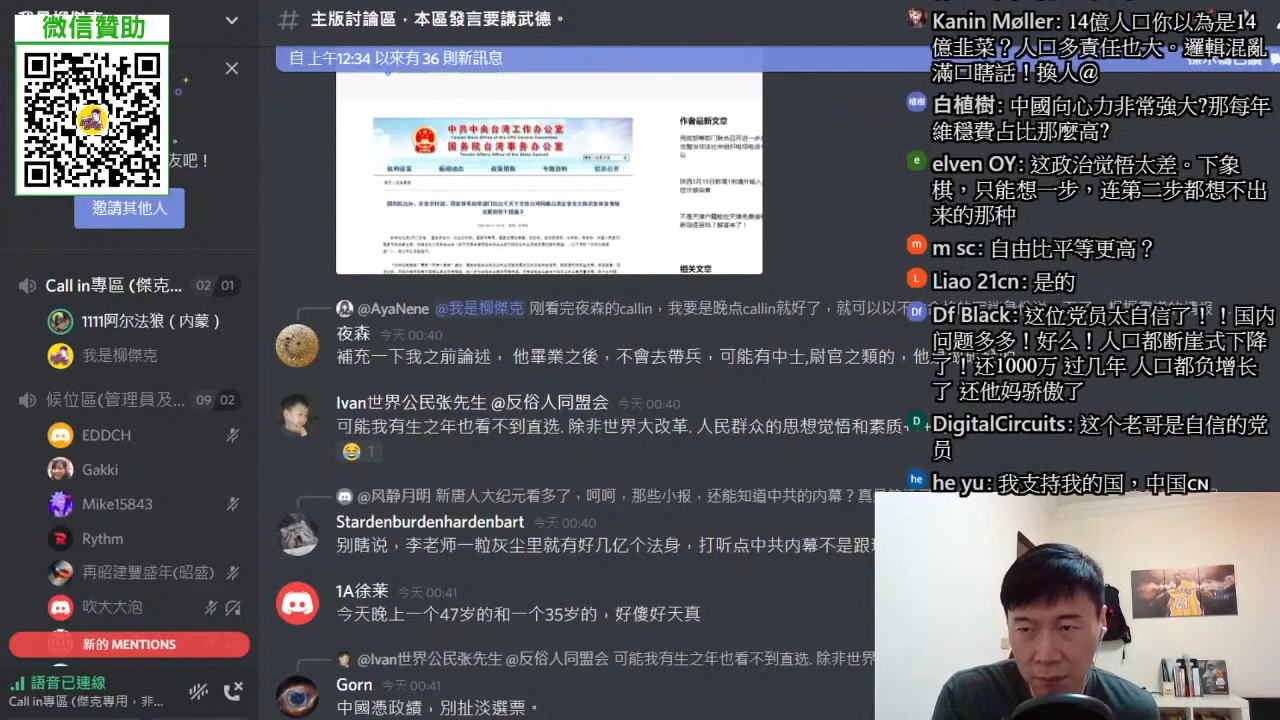 微信贊助
友吧！
邀請其他人
Call in專區 (傑克... 02 01
1111阿尔法狼（内蒙）
我是柳傑克
候位區(管理員及... 09 02
EDDCH
Gakki
Mike15843
Rythm
再昭建豐盛年(昭盛)
吹大大泡
新的 MENTIONS
語音已連線
Call in專區 (傑克專用，非...
# 主版討論區，本區發言要講武德。
自 上午12:34 以來有 36 則新訊息
中共中央台湾工作办公室
国务院台湾事务办公室
作者最新文章
相关文章
@AyaNene @我是柳傑克 刚看完夜森的callin，我要是晚点callin就好了，就可以以不
夜森 今天 00:40
補充一下我之前論述， 他畢業之後，不會去帶兵，可能有中士,尉官之類的，他
Ivan世界公民张先生 @反俗人同盟会 今天 00:40
可能我有生之年也看不到直选. 除非世界大改革. 人民群众的思想觉悟和素质
1
@风静月明 新唐人大纪元看多了，呵呵，那些小报，还能知道中共的内幕？真
Stardenburdenhardenbart 今天 00:40
别瞎说，李老师一粒灰尘里就有好几亿个法身，打听点中共内幕不是跟
1A徐莱 今天 00:41
今天晚上一个47岁的和一个35岁的，好傻好天真
@Ivan世界公民张先生 @反俗人同盟会 可能我有生之年也看不到直选. 除非世界
Gorn 今天 00:41
中國憑政績，別扯淡選票。
Kanin Møller: 14億人口你以為是14
億韭菜？人口多責任也大。邏輯混亂
滿口瞎話！換人@
白植樹: 中國向心力非常強大?那每年
維穩費占比那麼高?
elven OY: 这政治觉悟太差。下象
棋，只能想一步，连第二步都想不出
来的那种
m sc: 目田 平等 恭已？
Liao 21cn: 是的
Df Black: 这位党员太自信了！！国内
问题多多！好么！人口都断崖式下降
了！还1000万 过几年 人口都负增长
了 还他妈骄傲了
DigitalCircuits: 这个老哥是自信的党
员
he yu: 我支持我的国，中国CN